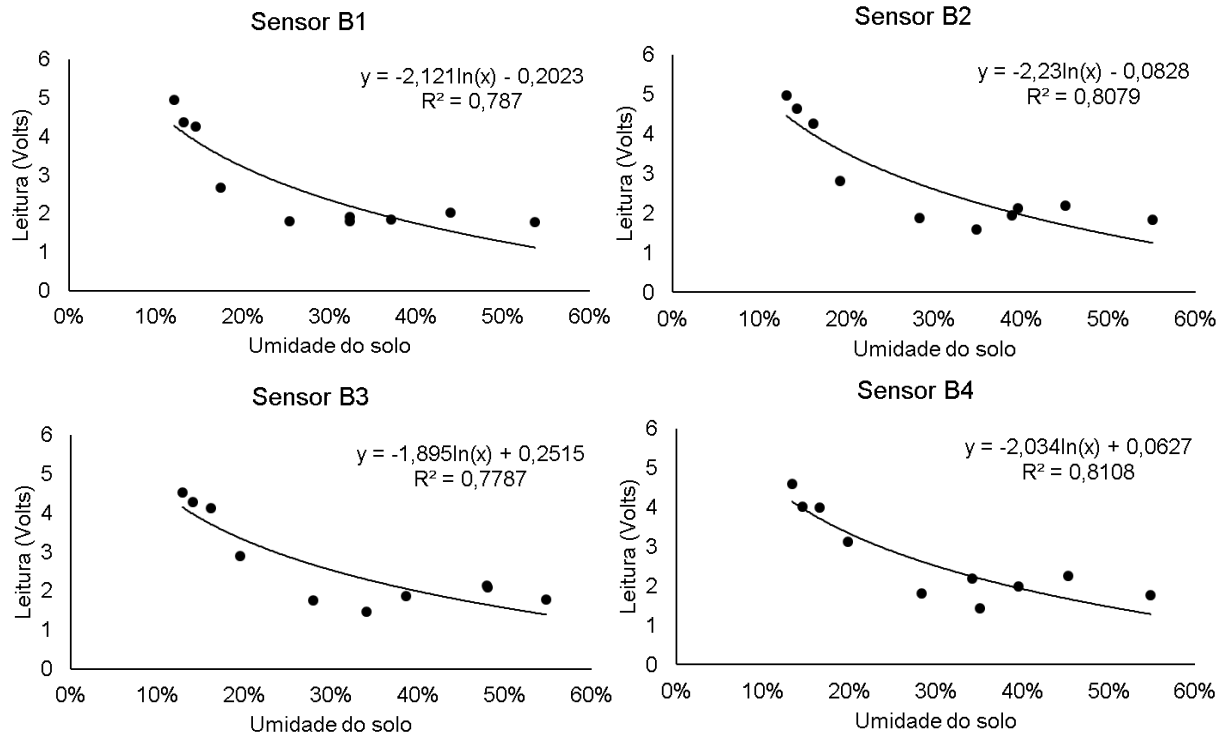 Sensor B1
y = -2,121ln(x) - 0,2023
R² = 0,787
Leitura (Volts)
6
5
4
3
2
1
0
0% 10% 20% 30% 40% 50% 60%
Umidade do solo
Sensor B2
y = -2,23ln(x) - 0,0828
R² = 0,8079
Leitura (Volts)
6
5
4
3
2
1
0
0% 10% 20% 30% 40% 50% 60%
Umidade do solo
Sensor B3
y = -1,895ln(x) + 0,2515
R² = 0,7787
Leitura (Volts)
6
5
4
3
2
1
0
0% 10% 20% 30% 40% 50% 60%
Umidade do solo
Sensor B4
y = -2,034ln(x) + 0,0627
R² = 0,8108
Leitura (Volts)
6
5
4
3
2
1
0
0% 10% 20% 30% 40% 50% 60%
Umidade do solo